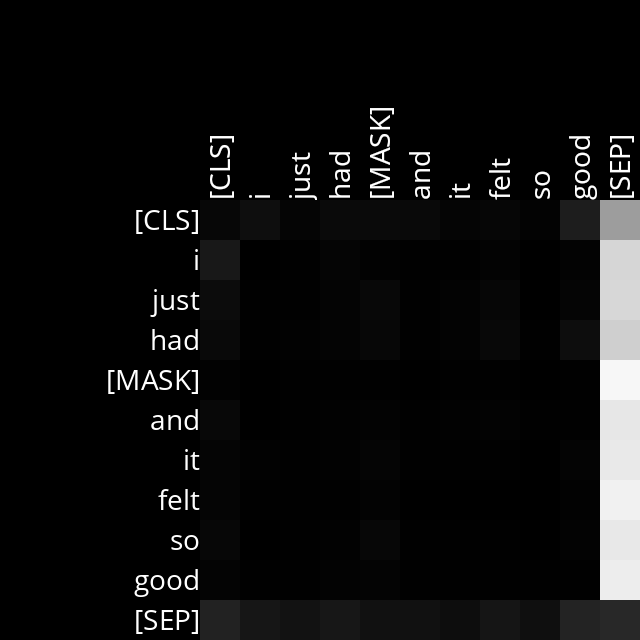 [CLS] i just had [MASK] and it felt so good [SEP]
[CLS]
i
just
had
[MASK]
and
it
felt
so
good
[SEP]